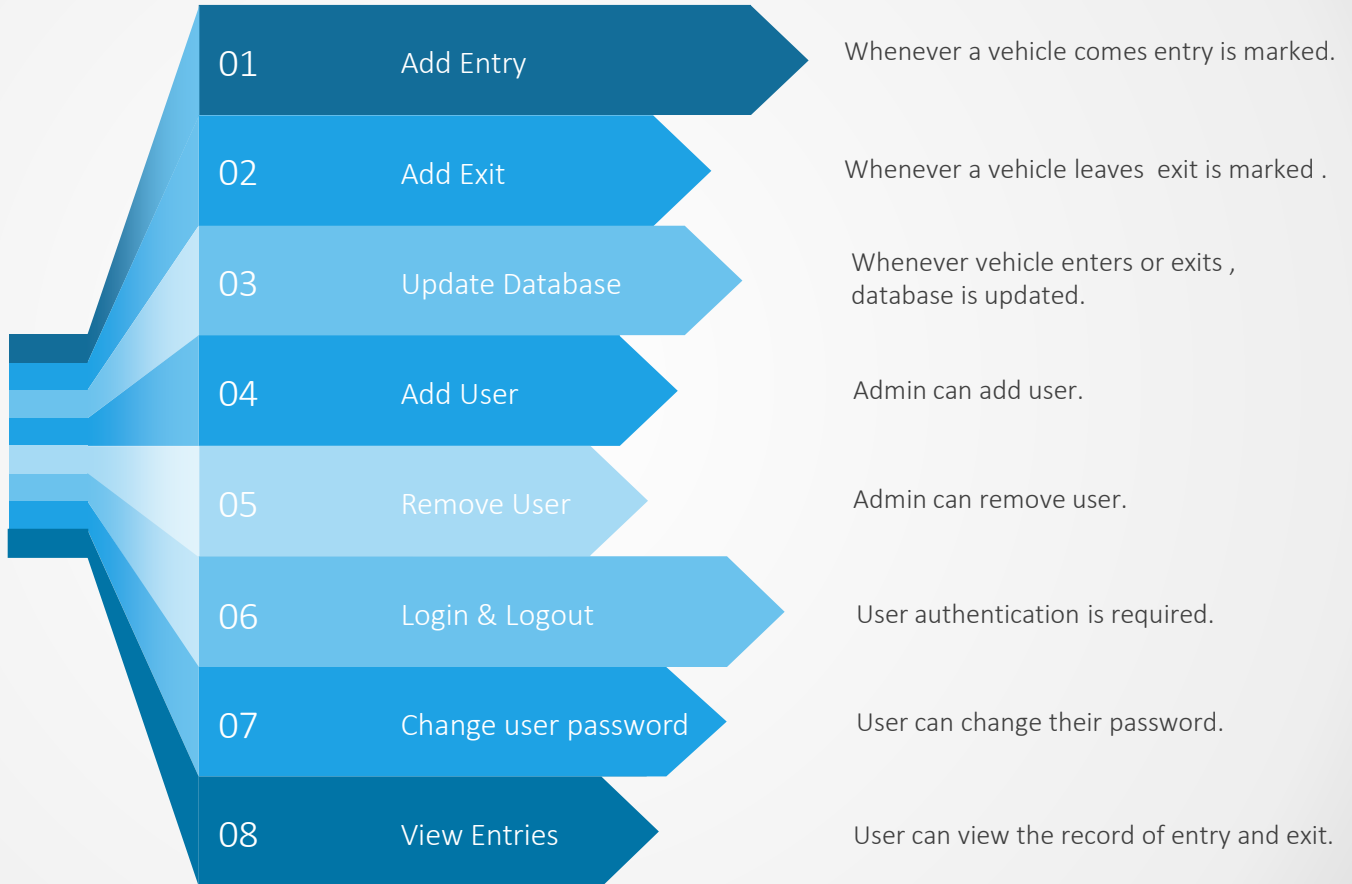 01 Add Entry Whenever a vehicle comes entry is marked.
02 Add Exit Whenever a vehicle leaves  exit is marked .
03 Update Database Whenever vehicle enters or exits ,
database is updated.
04 Add User Admin can add user.
05 Remove User Admin can remove user.
06 Login & Logout User authentication is required.
07 Change user password User can change their password.
08 View Entries User can view the record of entry and exit.